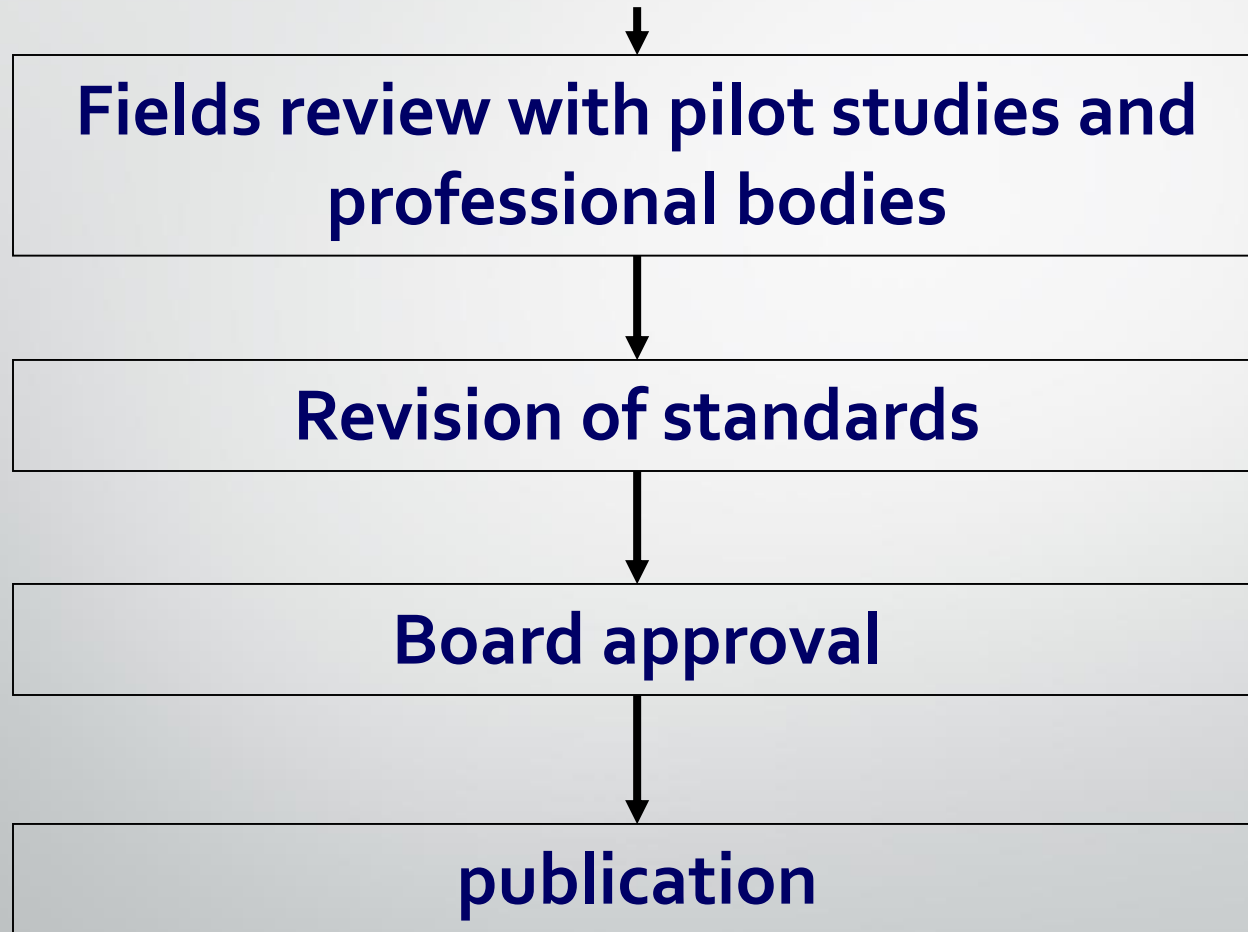 Fields review with pilot studies and
professional bodies
Revision of standards
Board approval
publication